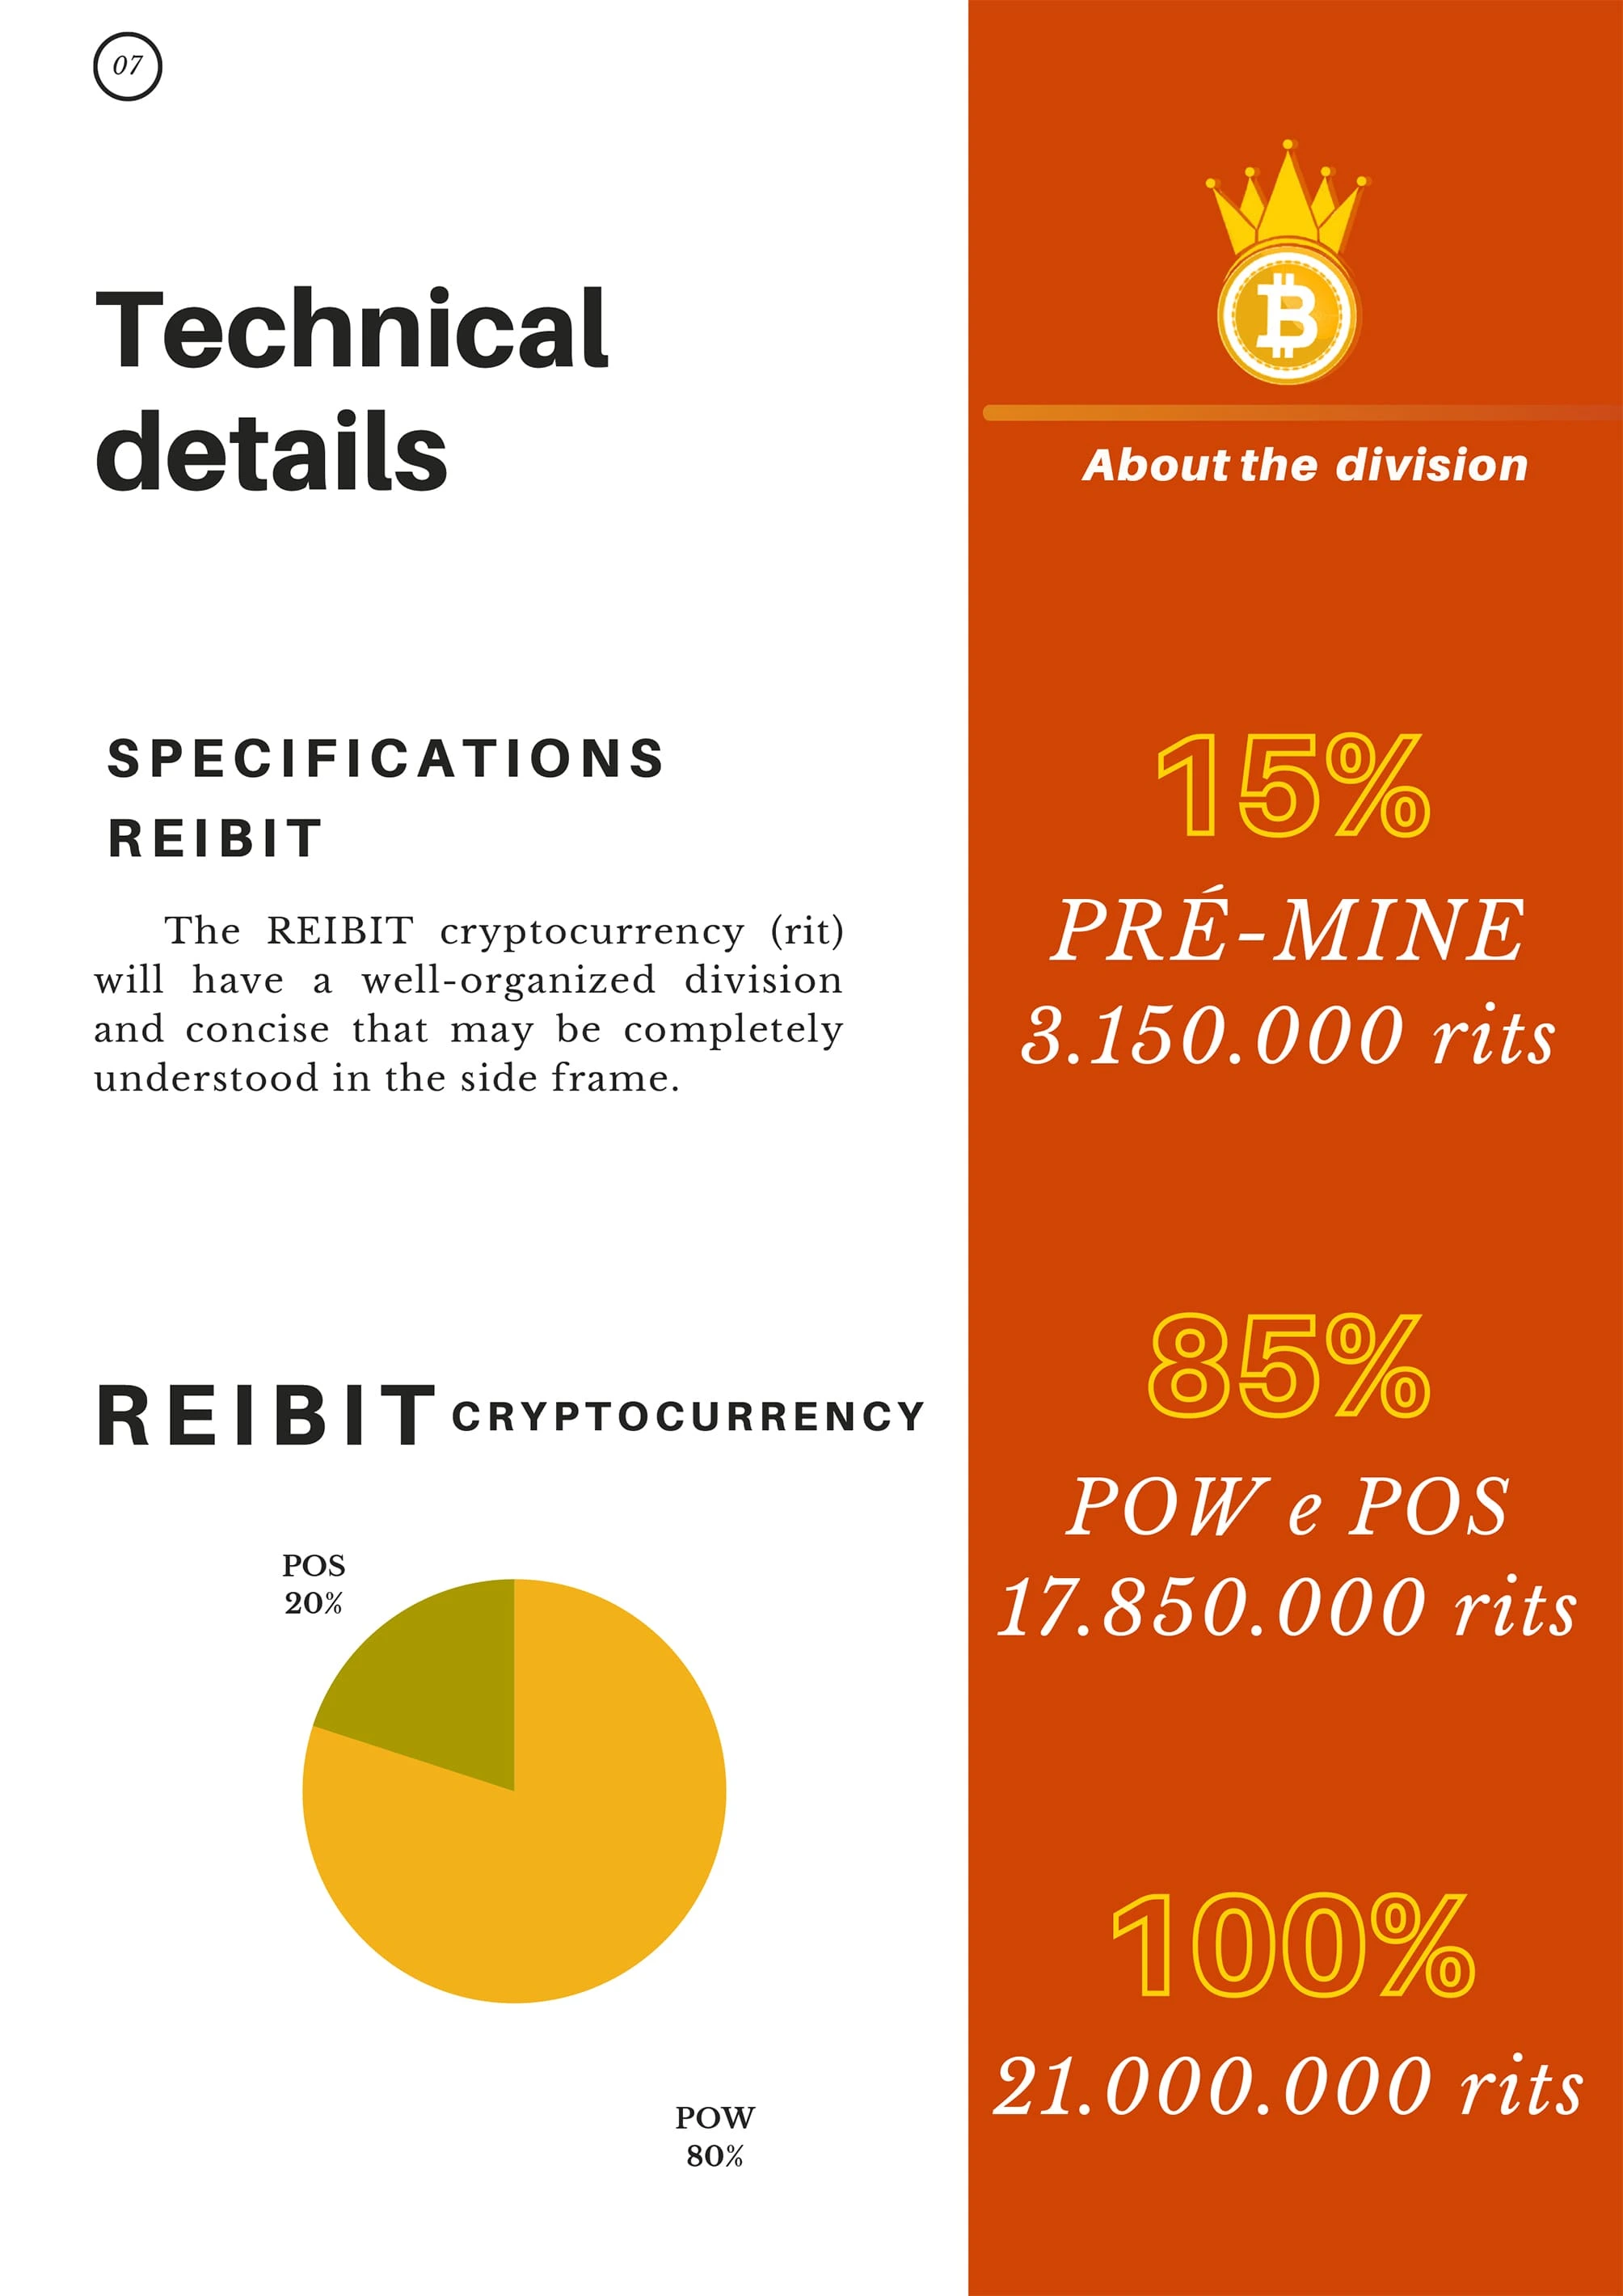 07
Technical
details
SPECIFICATIONS
REIBIT
The REIBIT cryptocurrency (rit)
will have a well-organized division
and concise that may be completely
understood in the side frame.
REIBIT CRYPTOCURRENCY
POS
20%
POW
80%
About the division
15%
PRÉ-MINE
3.150.000 rits
85%
POW e POS
17.850.000 rits
100%
21.000.000 rits